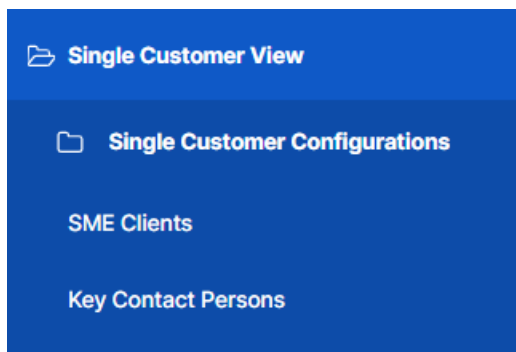 Single Customer View
Single Customer Configurations
SME Clients
Key Contact Persons